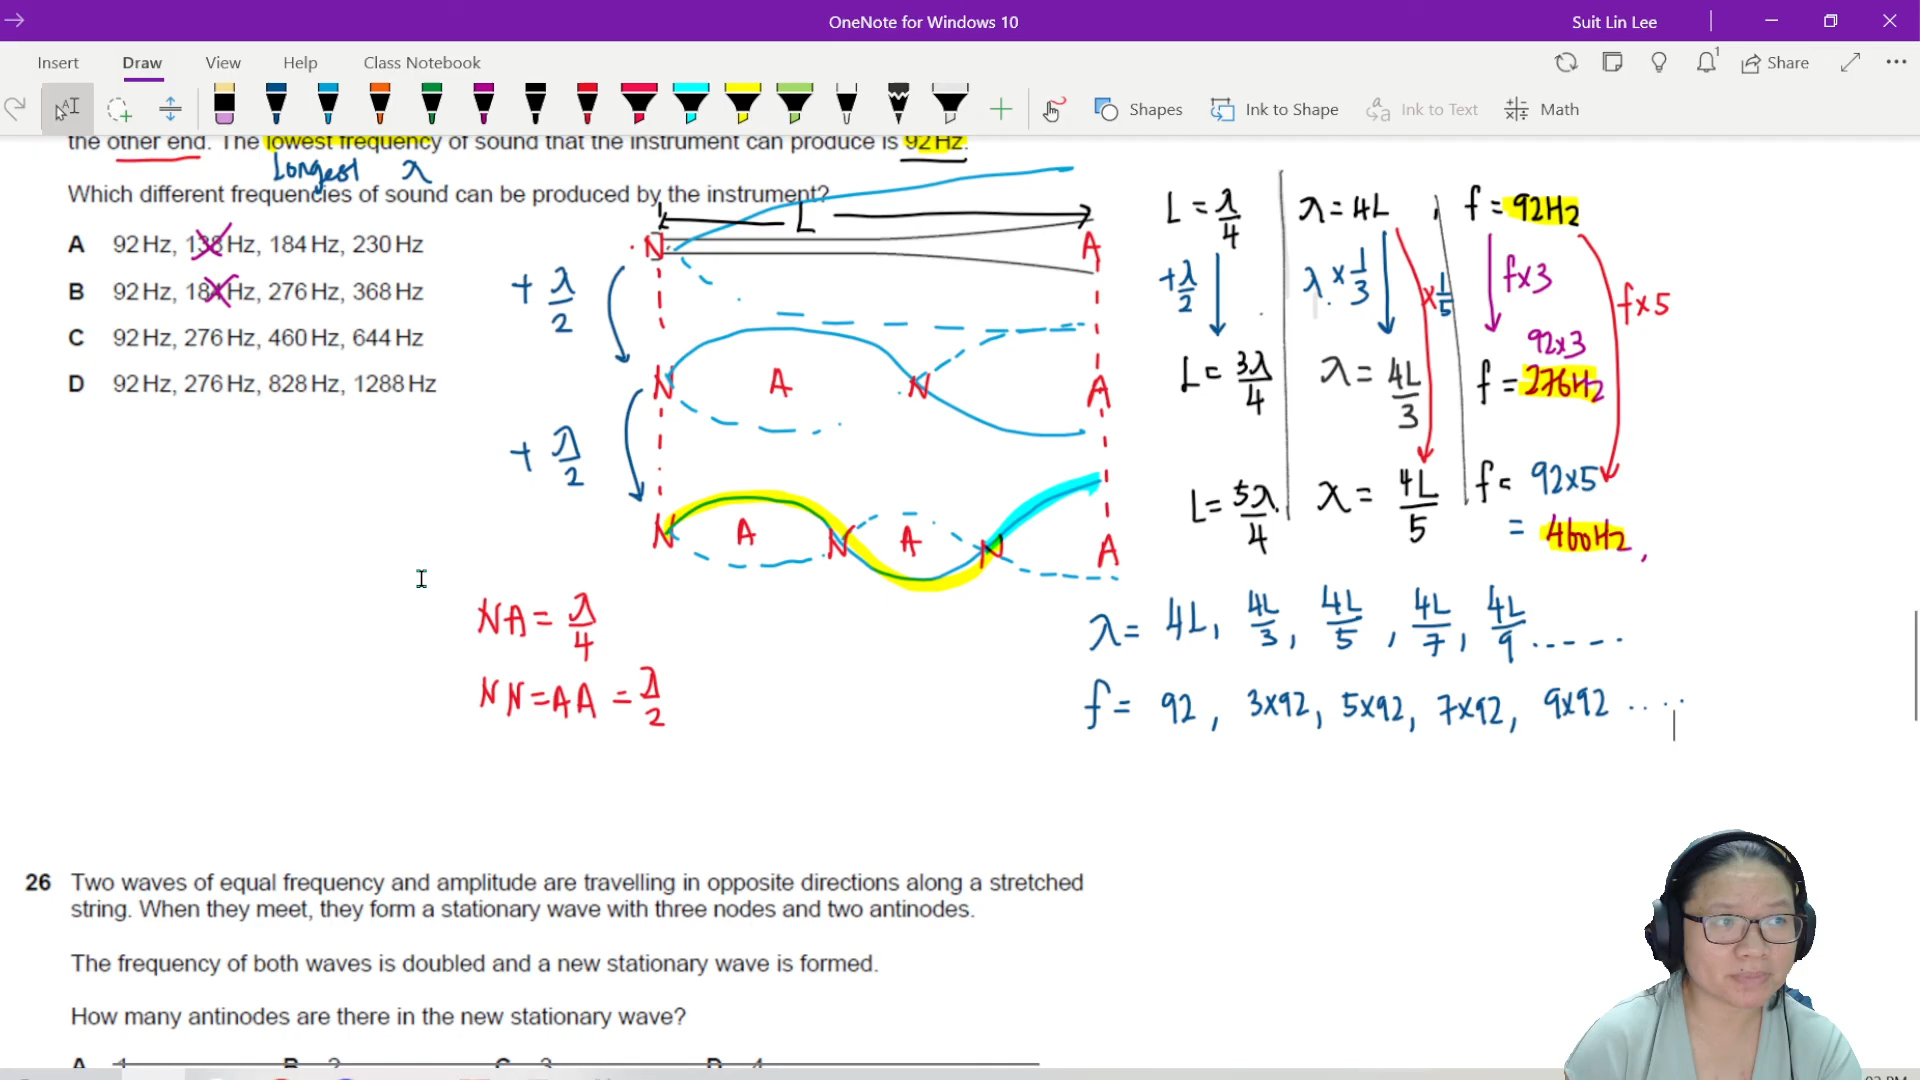 OneNote for Windows 10
Suit Lin Lee
Insert Draw View Help Class Notebook
1
Share
Shapes Ink to Shape Ink to Text Math
the other end. The lowest frequency of sound that the instrument can produce is 92 Hz.
Longest λ
Which different frequencies of sound can be produced by the instrument?
A 92 Hz, 138 Hz, 184 Hz, 230 Hz
B 92 Hz, 184 Hz, 276 Hz, 368 Hz
C 92 Hz, 276 Hz, 460 Hz, 644 Hz
D 92 Hz, 276 Hz, 828 Hz, 1288 Hz
L
N A
+ λ/2
N A N A
+ λ/2
N A N A N A
NA = λ/4
NN = AA = λ/2
L = λ/4 λ = 4L , f = 92Hz
+ λ/2 λ × 1/3 × 1/5 f×3 f×5
92×3
L = 3λ/4 λ = 4L/3 f = 276Hz
L = 5λ/4 λ = 4L/5 f = 92×5
= 460Hz,
λ = 4L, 4L/3, 4L/5, 4L/7, 4L/9 .....
f = 92, 3×92, 5×92, 7×92, 9×92 .....
26 Two waves of equal frequency and amplitude are travelling in opposite directions along a stretched
string. When they meet, they form a stationary wave with three nodes and two antinodes.
The frequency of both waves is doubled and a new stationary wave is formed.
How many antinodes are there in the new stationary wave?
A 1 B 2 C 3 D 4